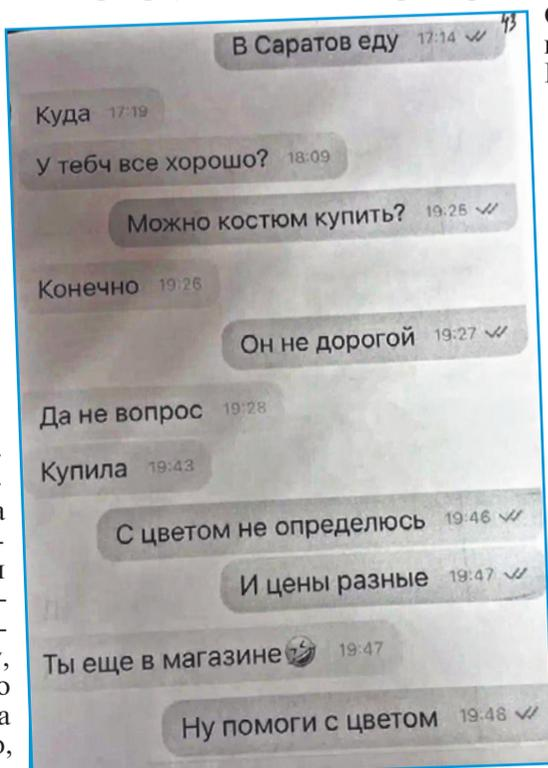 43
В Саратов еду 17:14
Куда 17:19
У тебч все хорошо? 18:09
Можно костюм купить? 19:25
Конечно 19:26
Он не дорогой 19:27
Да не вопрос 19:28
Купила 19:43
С цветом не определюсь 19:46
И цены разные 19:47
Ты еще в магазине🤣 19:47
Ну помоги с цветом 19:48